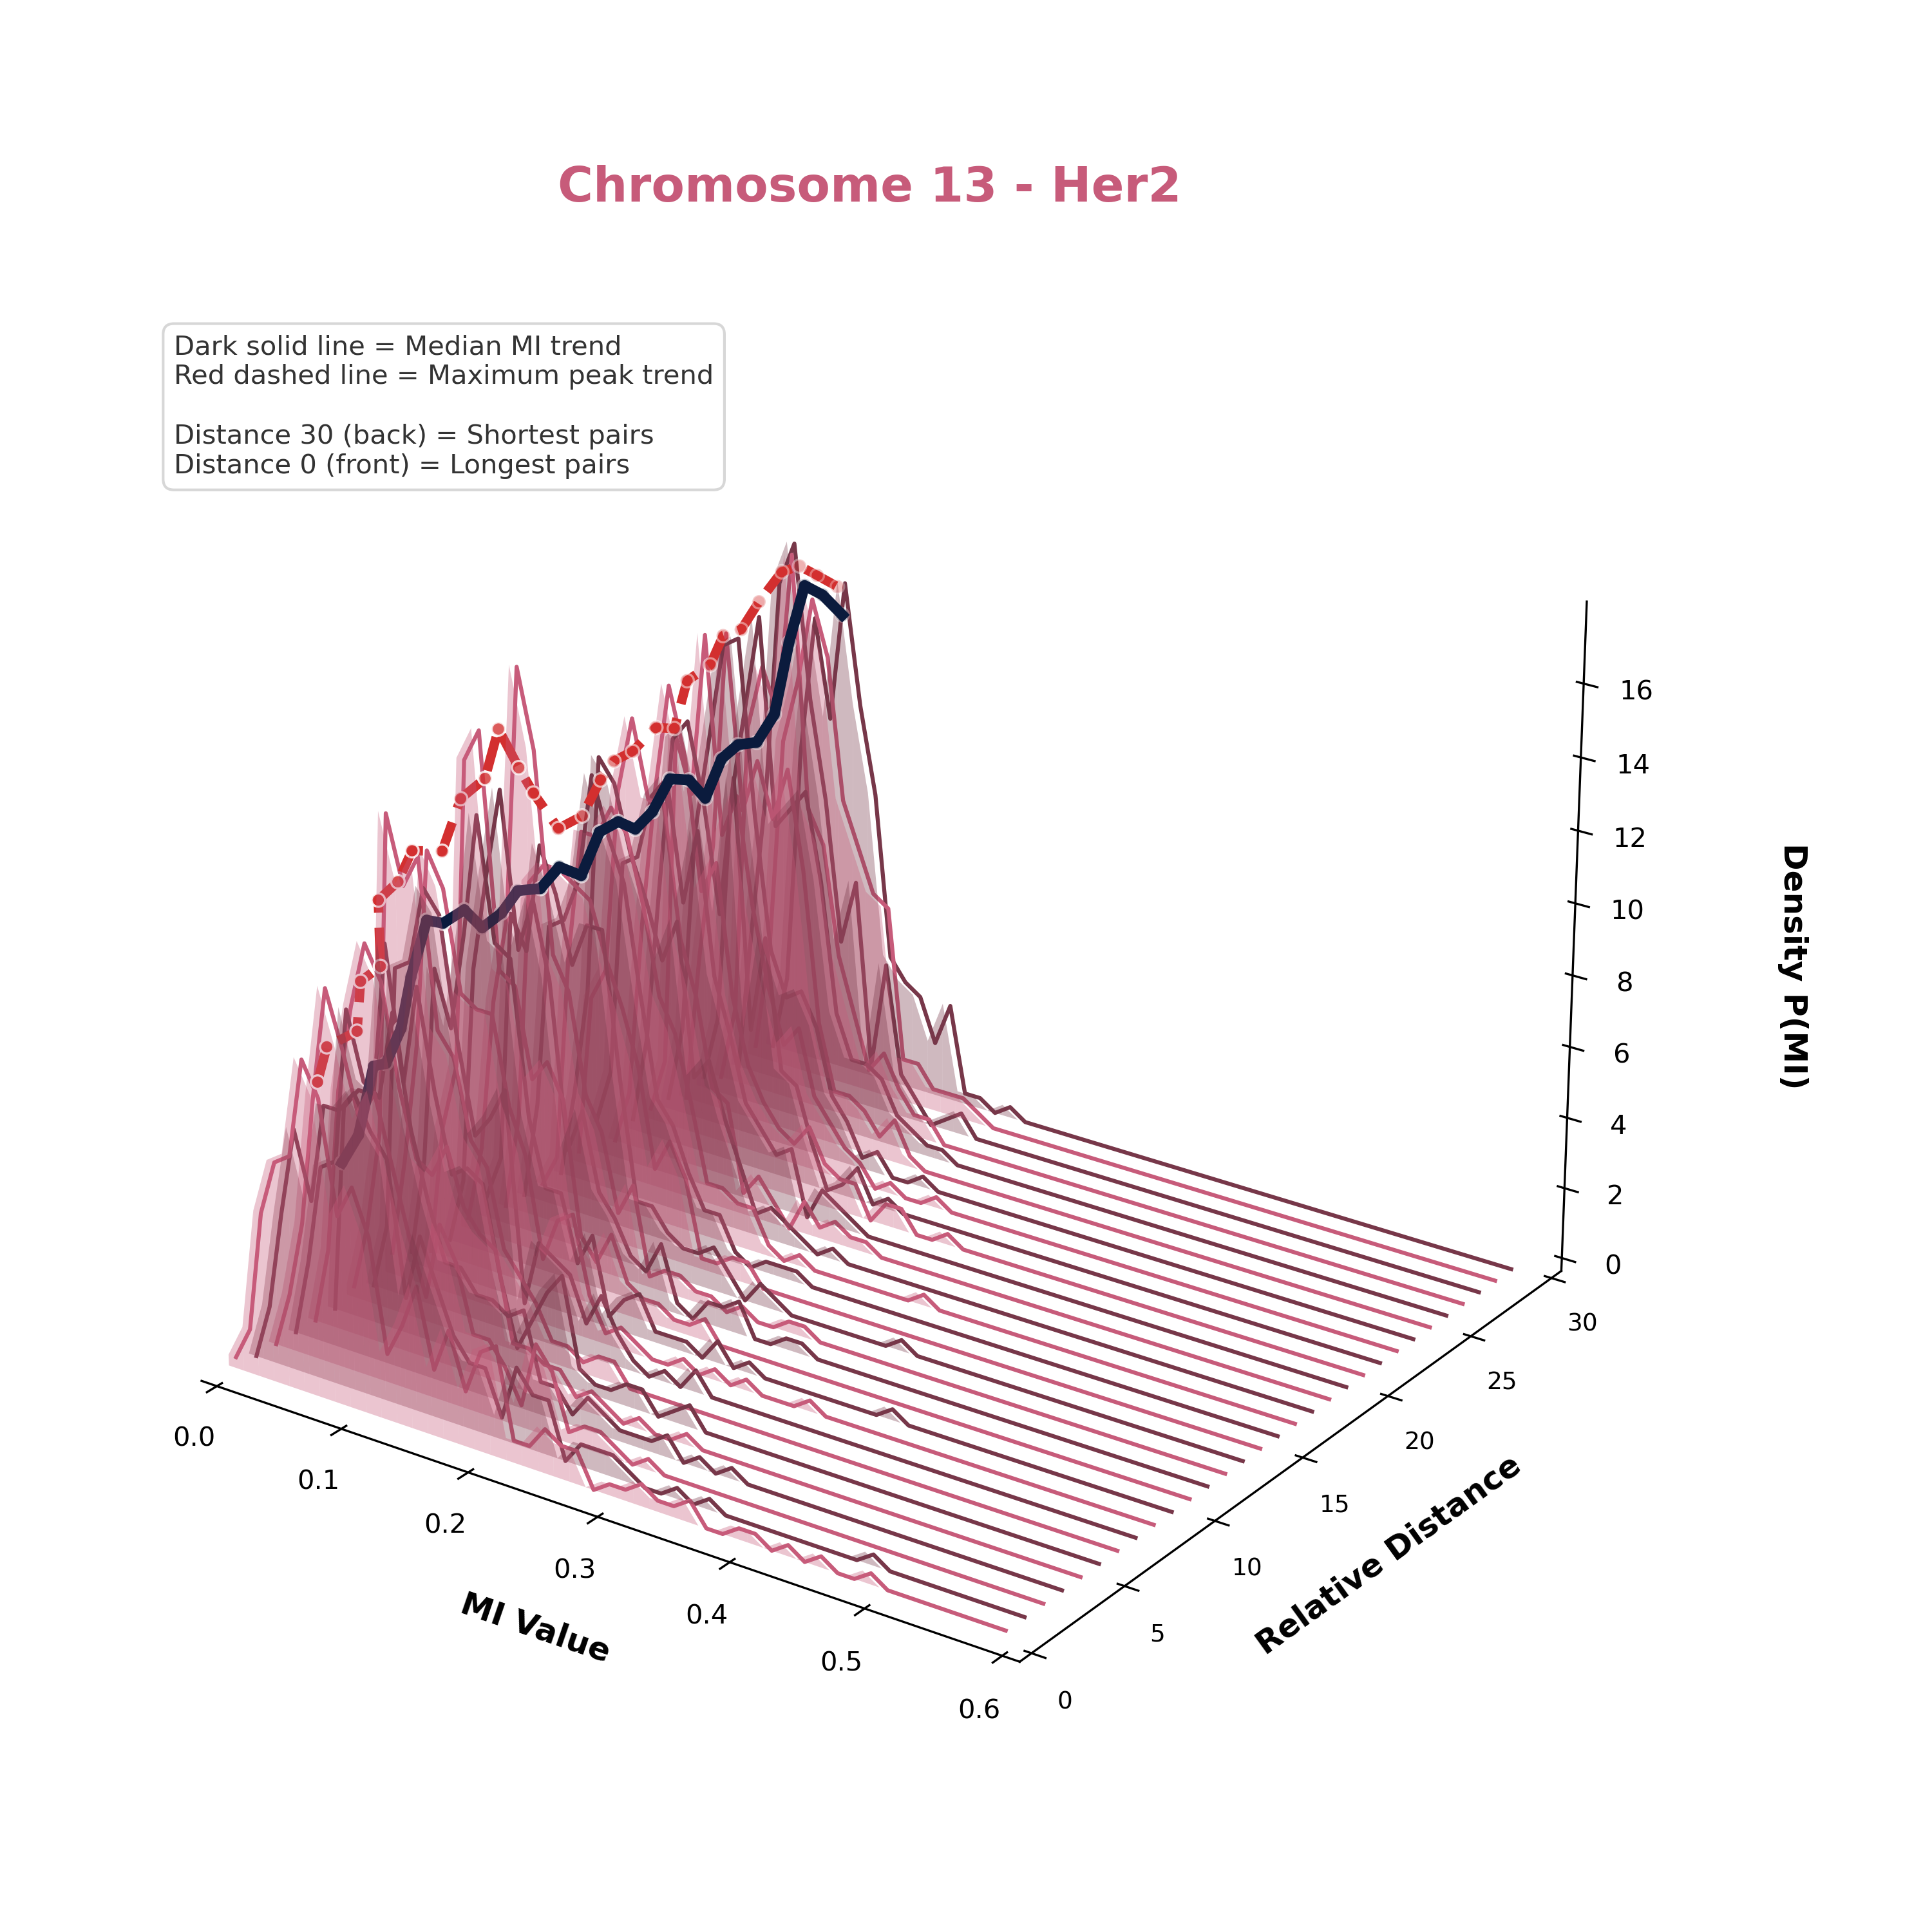 Chromosome 13 - Her2
Dark solid line = Median MI trend
Red dashed line = Maximum peak trend
Distance 30 (back) = Shortest pairs
Distance 0 (front) = Longest pairs
16
14
12
10
8
6
4
2
0
Density P(MI)
30
25
20
15
10
5
0
Relative Distance
0.0
0.1
0.2
0.3
0.4
0.5
0.6
MI Value